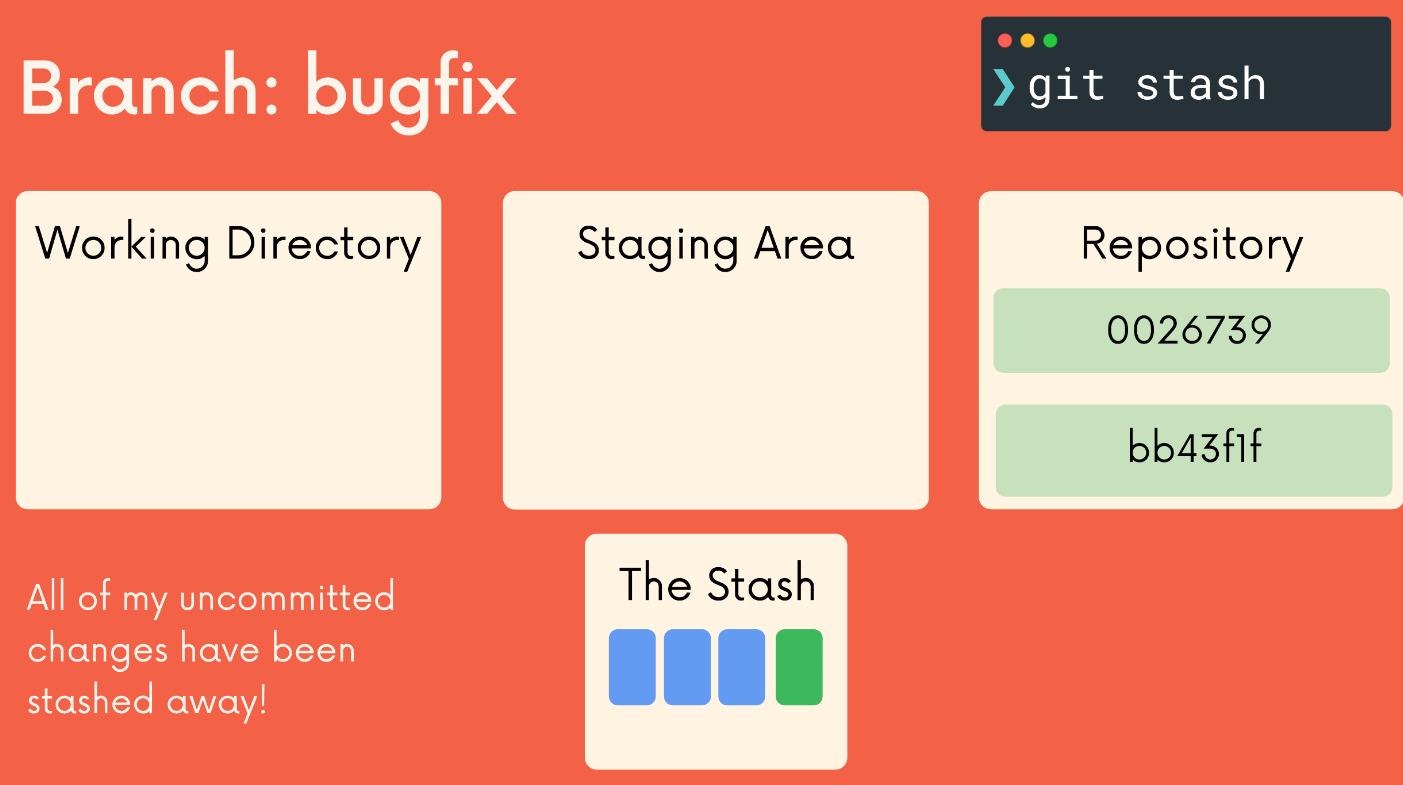 Branch: bugfix
❯ git stash
Working Directory
Staging Area
Repository
0026739
bb43f1f
The Stash
All of my uncommitted
changes have been
stashed away!